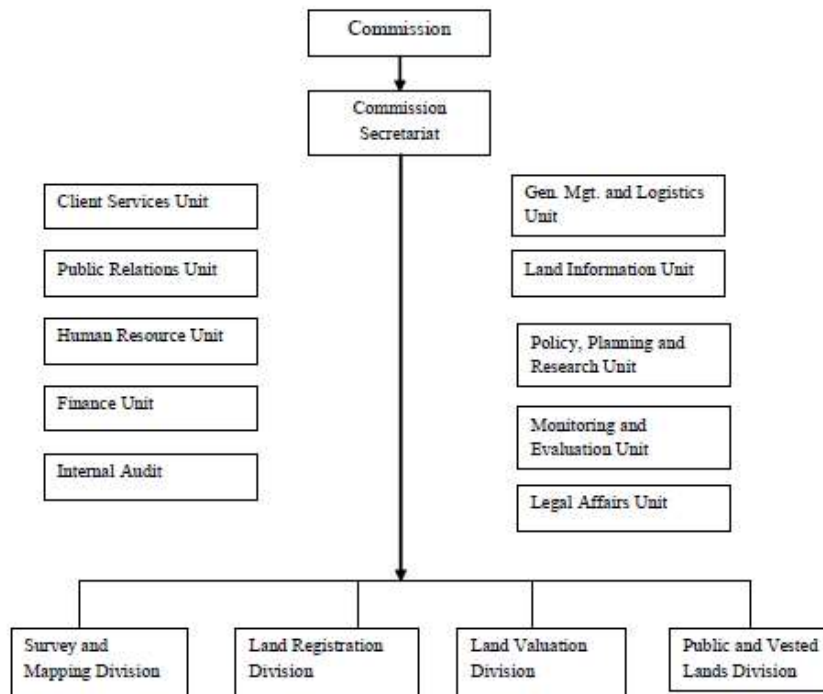 Commission
Commission
Secretariat
Client Services Unit
Public Relations Unit
Human Resource Unit
Finance Unit
Internal Audit
Gen. Mgt. and Logistics
Unit
Land Information Unit
Policy, Planning and
Research Unit
Monitoring and
Evaluation Unit
Legal Affairs Unit
Survey and
Mapping Division
Land Registration
Division
Land Valuation
Division
Public and Vested
Lands Division